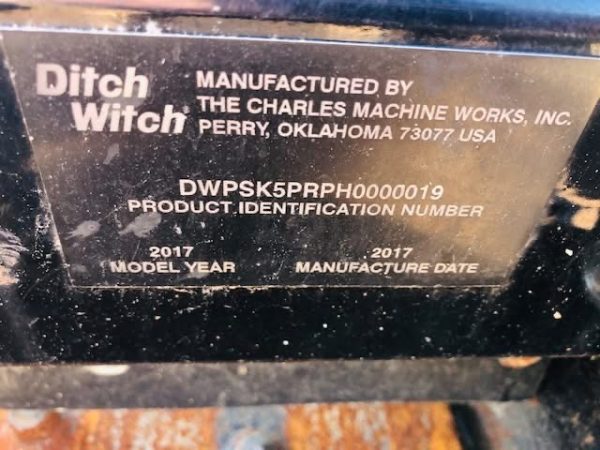 Ditch Witch
MANUFACTURED BY
THE CHARLES MACHINE WORKS, INC.
PERRY, OKLAHOMA 73077 USA
DWPSK5PRPH0000019
PRODUCT IDENTIFICATION NUMBER
2017 2017
MODEL YEAR MANUFACTURE DATE